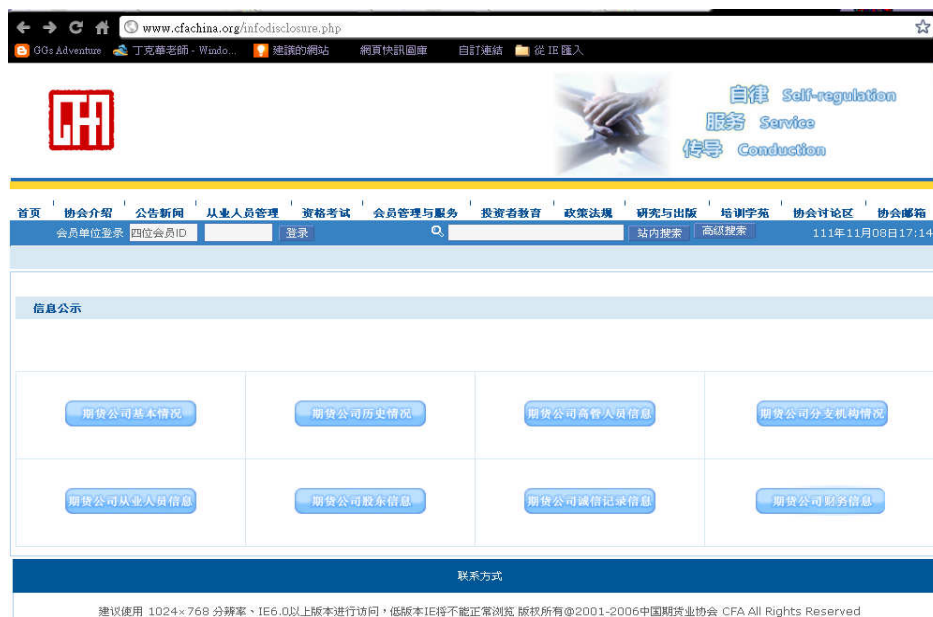 www.cfachina.org/infodisclosure.php
GGs Adventure 丁克華老師 - Windo... 建議的網站 網頁快訊圖庫 自訂連結 從 IE 匯入
CFA
自律 Self-regulation
服务 Service
传导 Conduction
首页 协会介绍 公告新闻 从业人员管理 资格考试 会员管理与服务 投资者教育 政策法规 研究与出版 培训学苑 协会讨论区 协会邮箱
会员单位登录 四位会员ID 登录 站内搜索 高级搜索 111年11月08日17:14
信息公示
期货公司基本情况 期货公司历史情况 期货公司高管人员信息 期货公司分支机构情况
期货公司从业人员信息 期货公司股东信息 期货公司诚信记录信息 期货公司财务信息
联系方式
建议使用 1024×768 分辨率、IE6.0以上版本进行访问，低版本IE将不能正常浏览 版权所有@2001-2006中国期货业协会 CFA All Rights Reserved